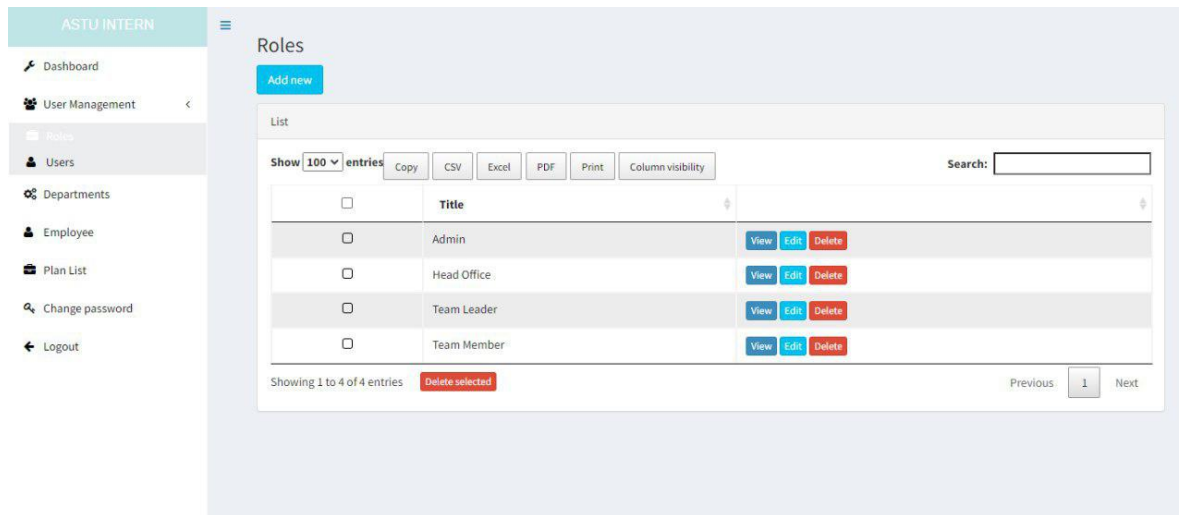 ASTU INTERN
Dashboard
User Management
Roles
Users
Departments
Employee
Plan List
Change password
Logout
Roles
Add new
List
Show 100 entries Copy CSV Excel PDF Print Column visibility Search:
Title
Admin View Edit Delete
Head Office View Edit Delete
Team Leader View Edit Delete
Team Member View Edit Delete
Showing 1 to 4 of 4 entries Delete selected Previous 1 Next